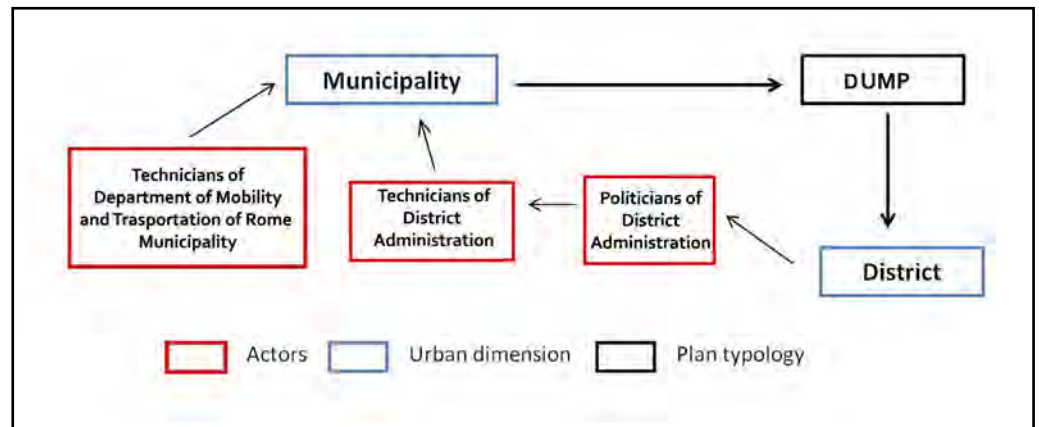 Municipality
DUMP
Technicians of
Department of Mobility
and Trasportation of Rome
Municipality
Technicians of
District
Administration
Politicians of
District
Administration
District
Actors
Urban dimension
Plan typology